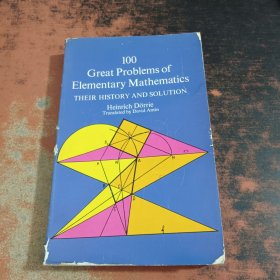 100
Great Problems of
Elementary Mathematics
THEIR HISTORY AND SOLUTION
Heinrich Dörrie
Translated by David Antin